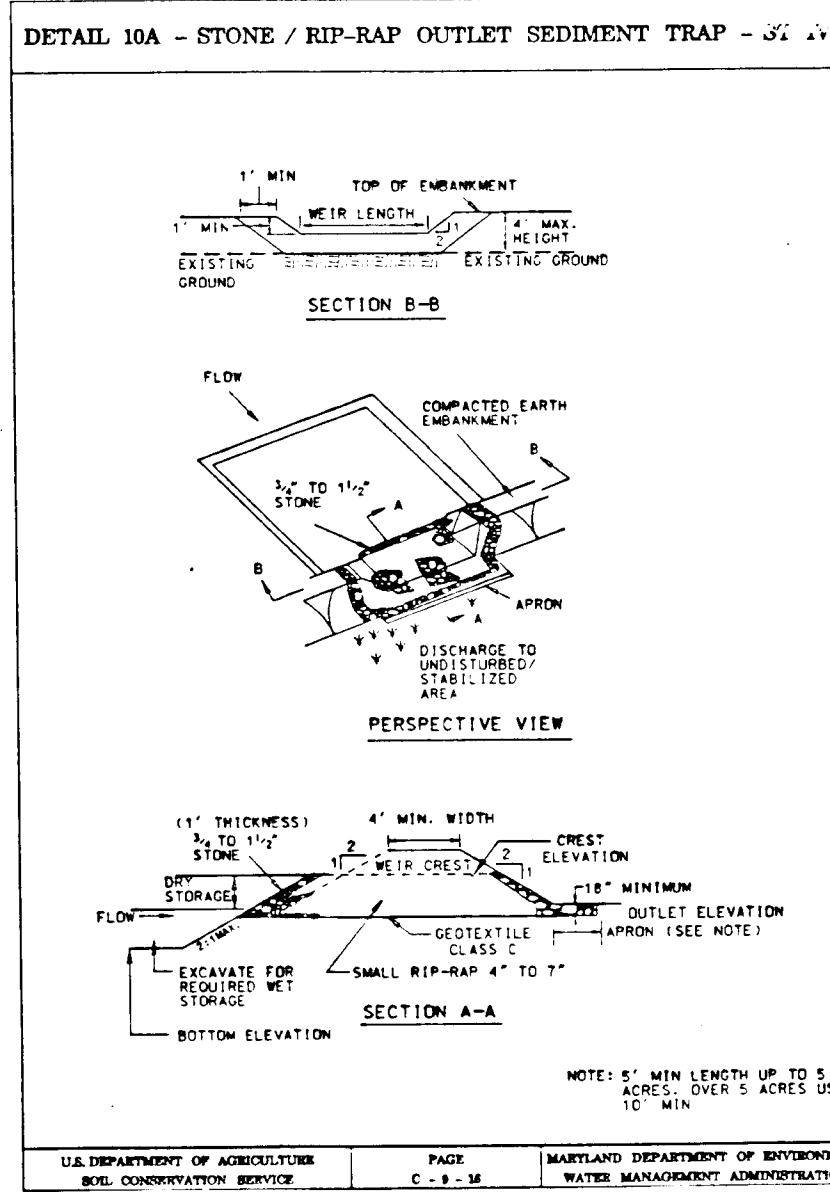 DETAIL 10A - STONE / RIP-RAP OUTLET SEDIMENT TRAP - ST
1' MIN
TOP OF EMBANKMENT
WEIR LENGTH
1' MIN
1
2
4' MAX.
HEIGHT
EXISTING
GROUND
EXISTING GROUND
SECTION B-B
FLOW
COMPACTED EARTH
EMBANKMENT
B
3/4" TO 1 1/2"
STONE
A
B
APRON
A
DISCHARGE TO
UNDISTURBED/
STABILIZED
AREA
PERSPECTIVE VIEW
(1' THICKNESS)
3/4 TO 1 1/2"
STONE
4' MIN. WIDTH
2
1
WEIR CREST
CREST
ELEVATION
2
1
DRY
STORAGE
18" MINIMUM
FLOW
OUTLET ELEVATION
2:1 MAX.
GEOTEXTILE
CLASS C
APRON (SEE NOTE)
EXCAVATE FOR
REQUIRED WET
STORAGE
SMALL RIP-RAP 4" TO 7"
SECTION A-A
BOTTOM ELEVATION
NOTE: 5' MIN LENGTH UP TO 5
ACRES. OVER 5 ACRES US
10' MIN
U.S. DEPARTMENT OF AGRICULTURE
SOIL CONSERVATION SERVICE
PAGE
C - 9 - 16
MARYLAND DEPARTMENT OF ENVIRON
WATER MANAGEMENT ADMINISTRATI